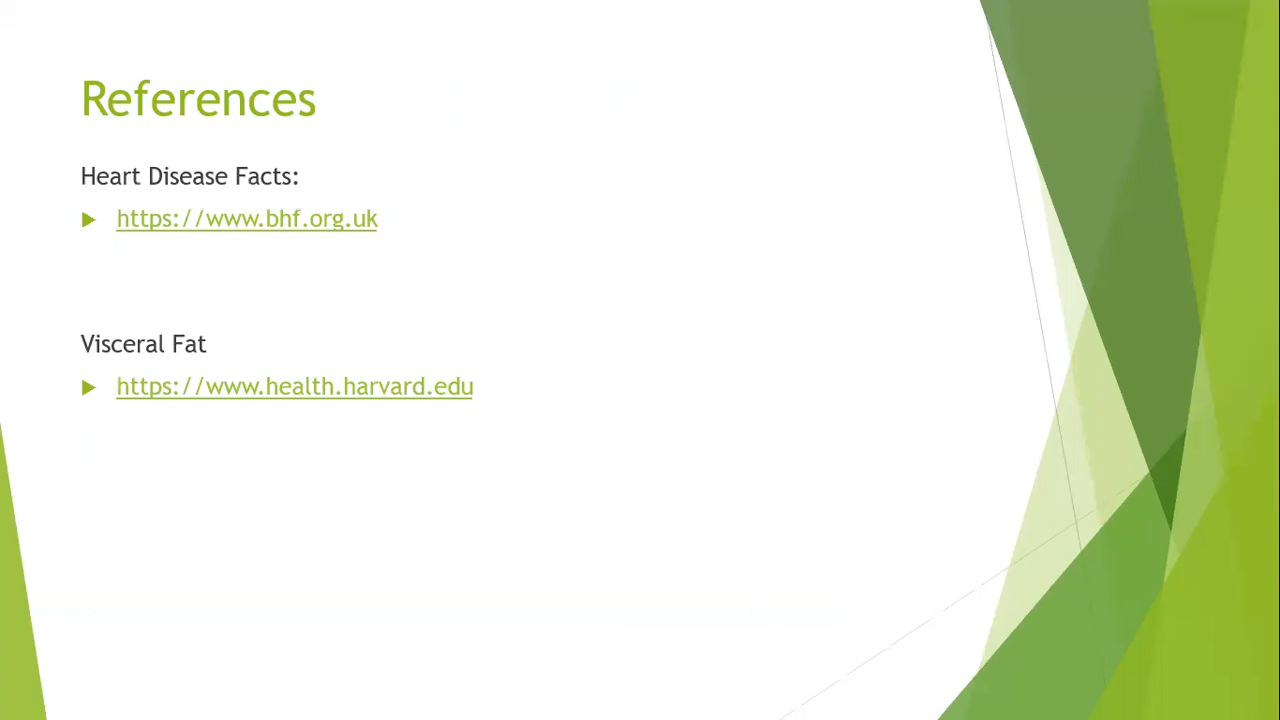 References
Heart Disease Facts:
https://www.bhf.org.uk
Visceral Fat
https://www.health.harvard.edu